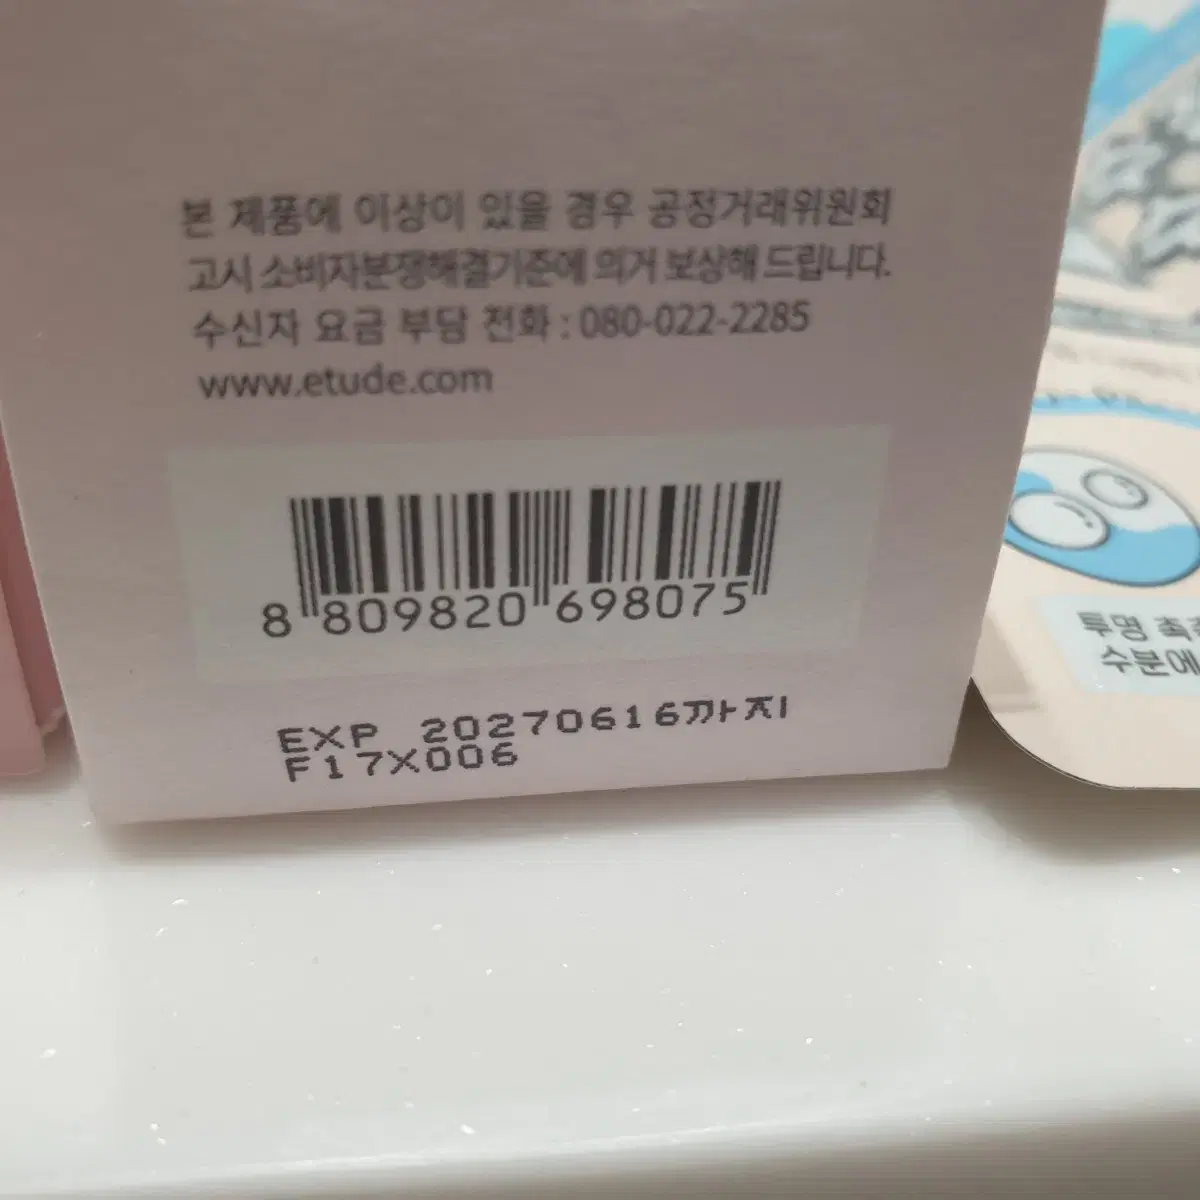 본 제품에 이상이 있을 경우 공정거래위원회
고시 소비자분쟁해결기준에 의거 보상해 드립니다.
수신자 요금 부담 전화 : 080-022-2285
www.etude.com
8 809820 698075
EXP 20270616까지
F17X006
투명
수분에